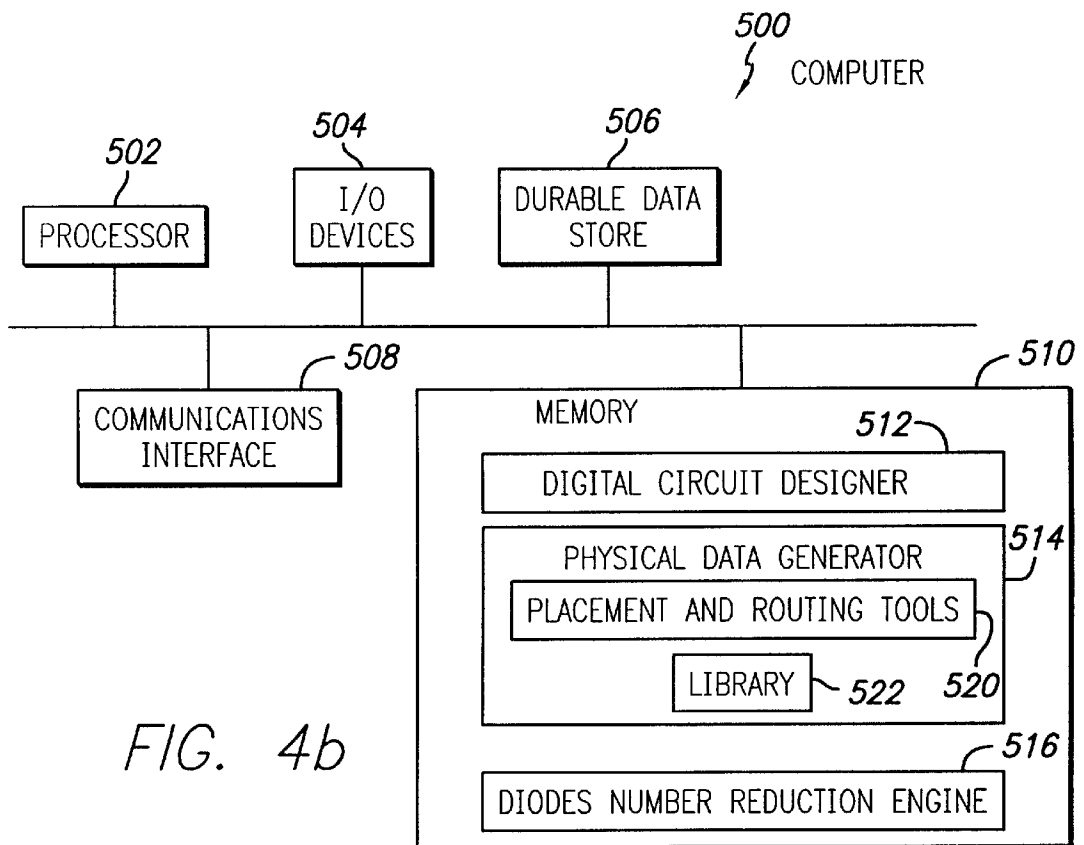 500
COMPUTER
502
504
506
PROCESSOR
I/O
DEVICES
DURABLE DATA
STORE
508
510
COMMUNICATIONS
INTERFACE
MEMORY
512
DIGITAL CIRCUIT DESIGNER
514
PHYSICAL DATA GENERATOR
PLACEMENT AND ROUTING TOOLS
520
LIBRARY
522
516
DIODES NUMBER REDUCTION ENGINE
FIG. 4b